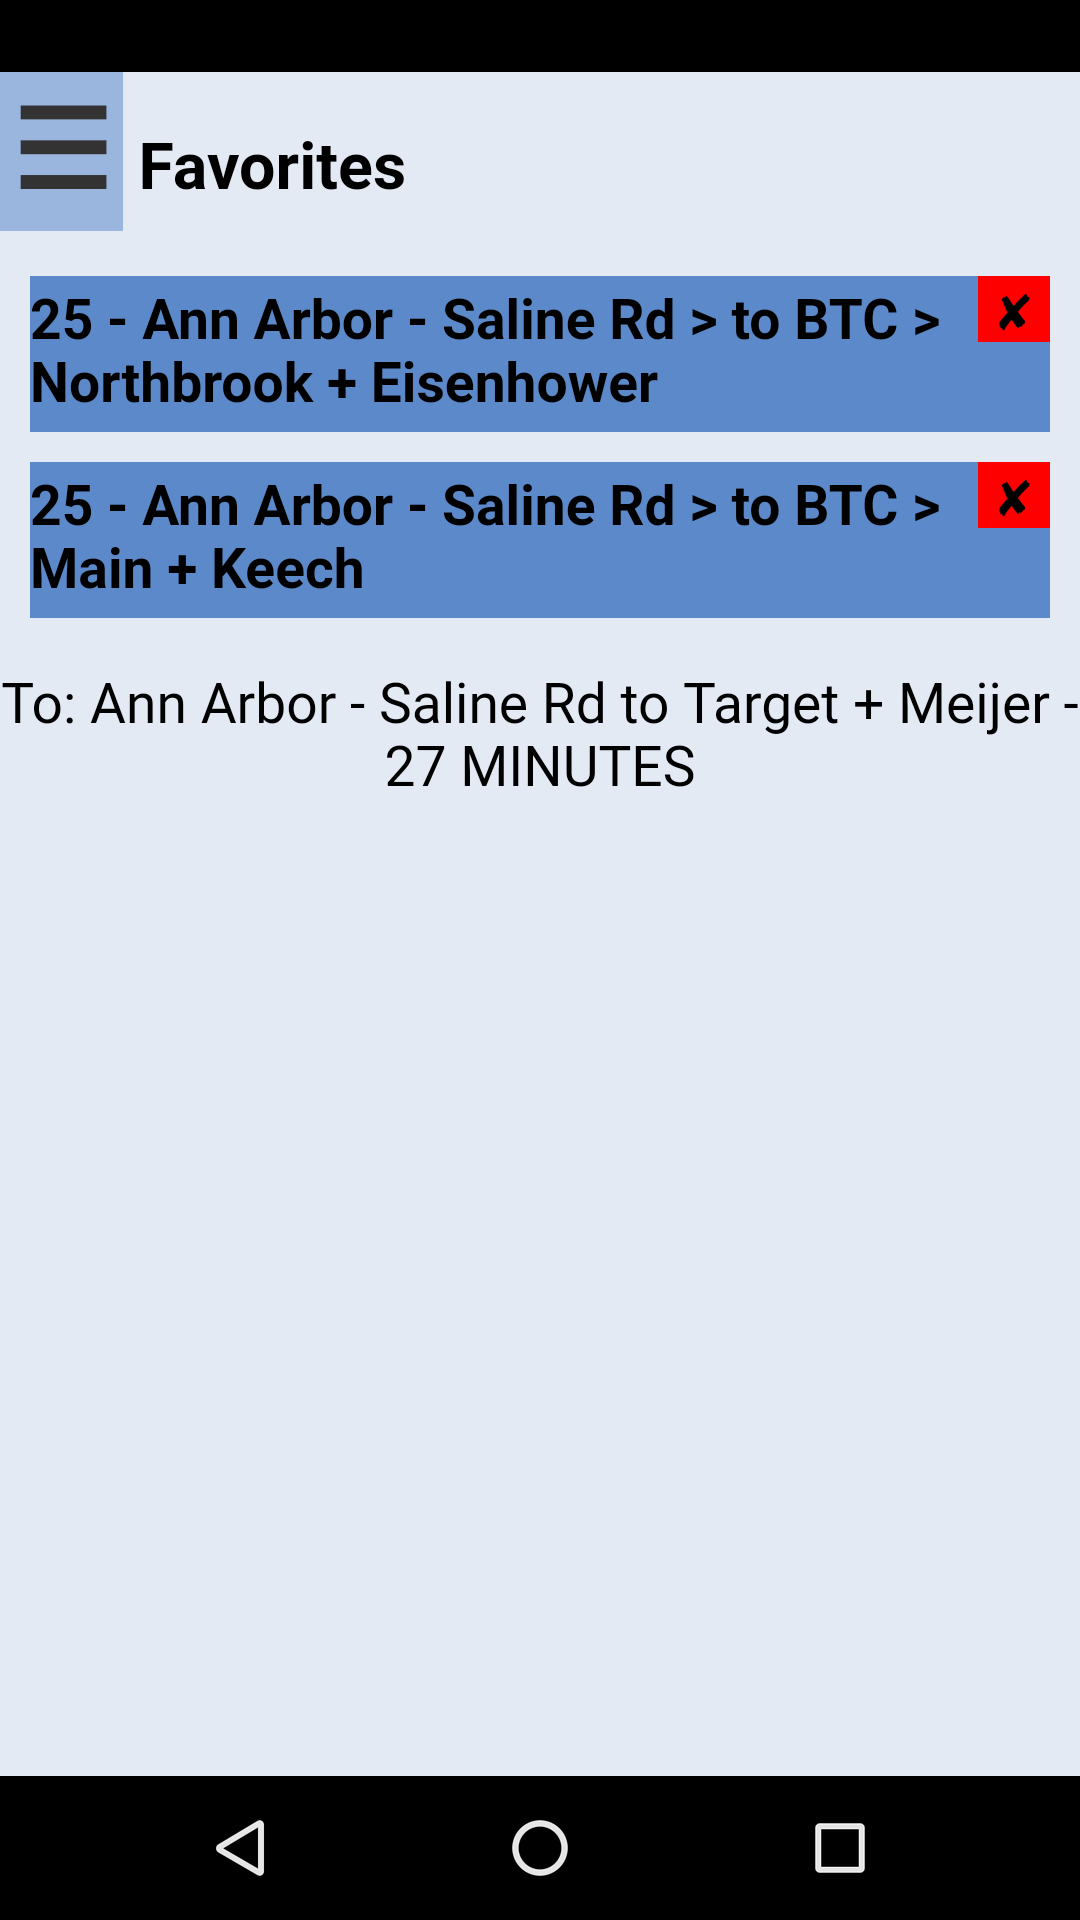 Favorites
25 - Ann Arbor - Saline Rd > to BTC >
✘
Northbrook + Eisenhower
25 - Ann Arbor - Saline Rd > to BTC >
✘
Main + Keech
To: Ann Arbor - Saline Rd to Target + Meijer -
27 MINUTES